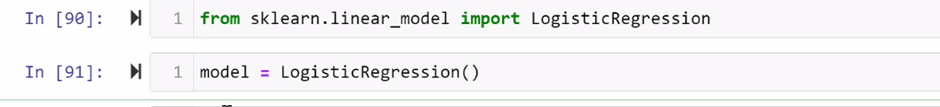 In [90]: 1 from sklearn.linear_model import LogisticRegression
In [91]: 1 model = LogisticRegression()